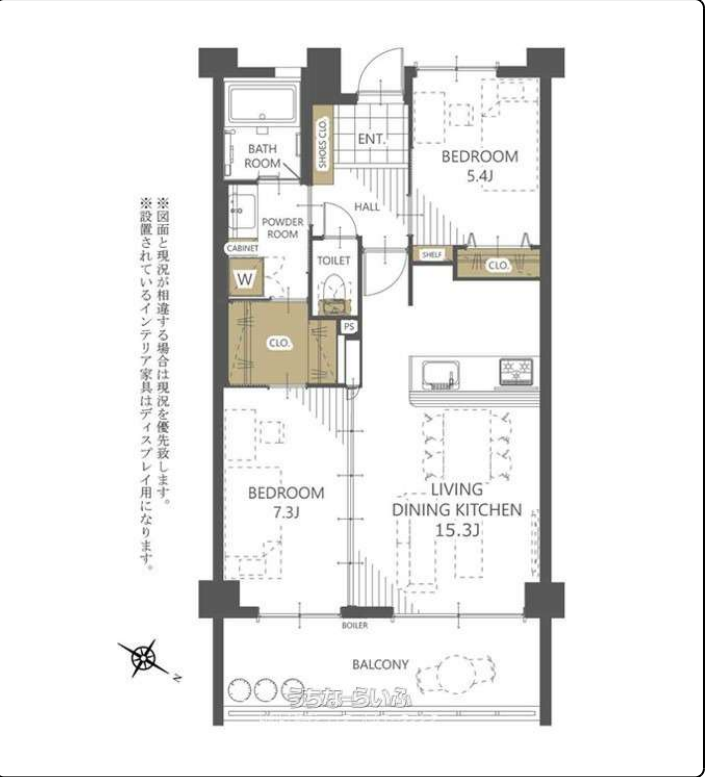 BATH
ROOM
SHOES CLO.
ENT.
BEDROOM
5.4J
HALL
POWDER
ROOM
CABINET
W
TOILET
SHELF
CLO.
CLO.
PS
BEDROOM
7.3J
LIVING
DINING KITCHEN
15.3J
BOILER
BALCONY
N
うちなーらいふ
※図面と現況が相違する場合は現況を優先致します。
※設置されているインテリア家具はディスプレイ用になります。